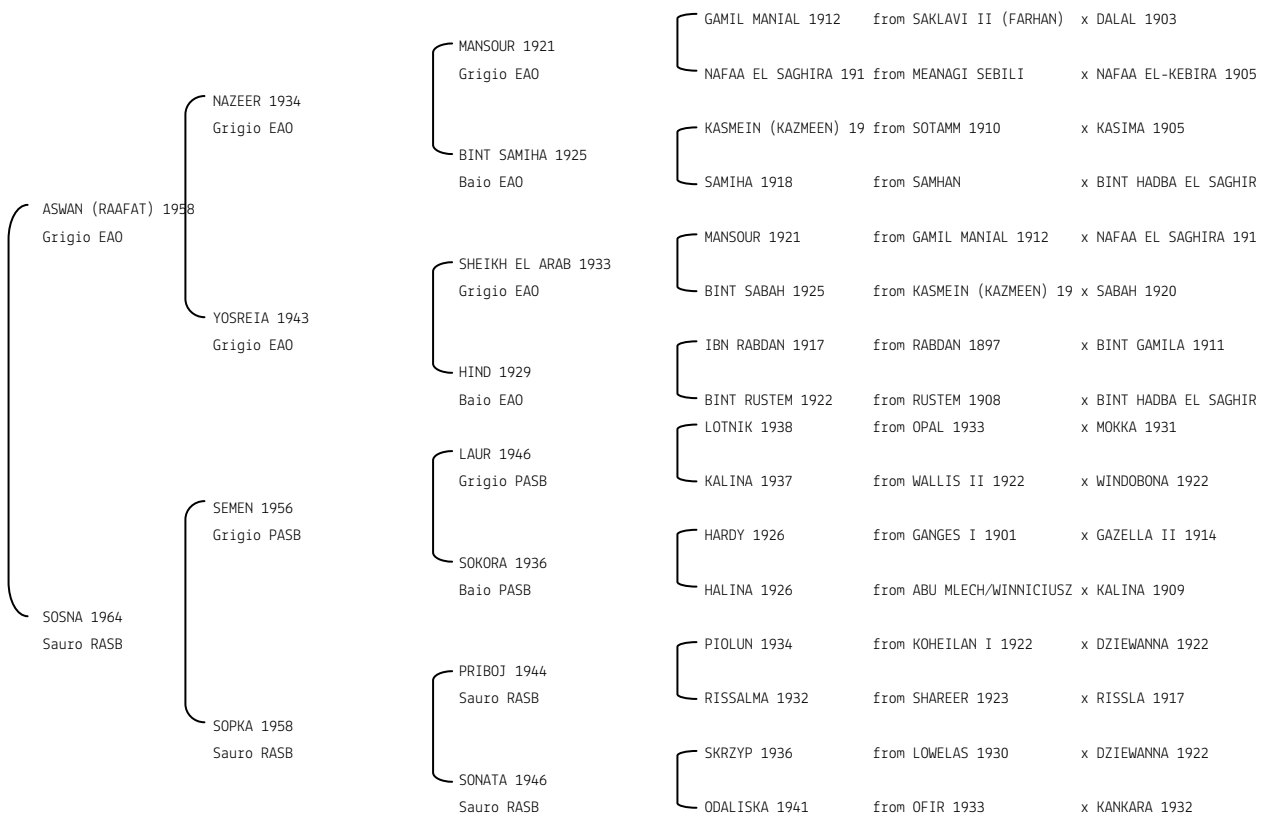 GAMIL MANIAL 1912 from SAKLAVI II (FARHAN) x DALAL 1903
MANSOUR 1921
Grigio EAO
NAFAA EL SAGHIRA 191 from MEANAGI SEBILI x NAFAA EL-KEBIRA 1905
NAZEER 1934
Grigio EAO
KASMEIN (KAZMEEN) 19 from SOTAMM 1910 x KASIMA 1905
BINT SAMIHA 1925
Baio EAO
SAMIHA 1918 from SAMHAN x BINT HADBA EL SAGHIR
ASWAN (RAAFAT) 1958
Grigio EAO
MANSOUR 1921 from GAMIL MANIAL 1912 x NAFAA EL SAGHIRA 191
SHEIKH EL ARAB 1933
Grigio EAO
BINT SABAH 1925 from KASMEIN (KAZMEEN) 19 x SABAH 1920
YOSREIA 1943
Grigio EAO
IBN RABDAN 1917 from RABDAN 1897 x BINT GAMILA 1911
HIND 1929
Baio EAO
BINT RUSTEM 1922 from RUSTEM 1908 x BINT HADBA EL SAGHIR
LOTNIK 1938 from OPAL 1933 x MOKKA 1931
LAUR 1946
Grigio PASB
KALINA 1937 from WALLIS II 1922 x WINDOBONA 1922
SEMEN 1956
Grigio PASB
HARDY 1926 from GANGES I 1901 x GAZELLA II 1914
SOKORA 1936
Baio PASB
HALINA 1926 from ABU MLECH/WINNICIUSZ x KALINA 1909
SOSNA 1964
Sauro RASB
PIOLUN 1934 from KOHEILAN I 1922 x DZIEWANNA 1922
PRIBOJ 1944
Sauro RASB
RISSALMA 1932 from SHAREER 1923 x RISSLA 1917
SOPKA 1958
Sauro RASB
SKRZYP 1936 from LOWELAS 1930 x DZIEWANNA 1922
SONATA 1946
Sauro RASB
ODALISKA 1941 from OFIR 1933 x KANKARA 1932